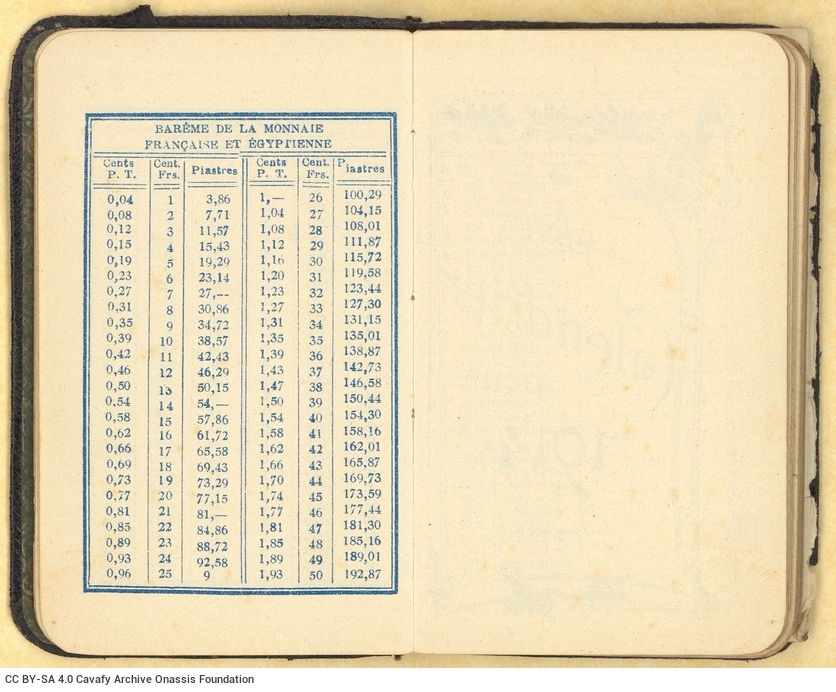 BARÊME DE LA MONNAIE
FRANÇAISE ET ÉGYPTIENNE
Cents P. T. Cent. Frs. Piastres Cents P. T. Cent. Frs. Piastres
0,04 1 3,86 1,— 26 100,29
0,08 2 7,71 1,04 27 104,15
0,12 3 11,57 1,08 28 108,01
0,15 4 15,43 1,12 29 111,87
0,19 5 19,29 1,16 30 115,72
0,23 6 23,14 1,20 31 119,58
0,27 7 27,— 1,23 32 123,44
0,31 8 30,86 1,27 33 127,30
0,35 9 34,72 1,31 34 131,15
0,39 10 38,57 1,35 35 135,01
0,42 11 42,43 1,39 36 138,87
0,46 12 46,29 1,43 37 142,73
0,50 13 50,15 1,47 38 146,58
0,54 14 54,— 1,50 39 150,44
0,58 15 57,86 1,54 40 154,30
0,62 16 61,72 1,58 41 158,16
0,66 17 65,58 1,62 42 162,01
0,69 18 69,43 1,66 43 165,87
0,73 19 73,29 1,70 44 169,73
0,77 20 77,15 1,74 45 173,59
0,81 21 81,— 1,77 46 177,44
0,85 22 84,86 1,81 47 181,30
0,89 23 88,72 1,85 48 185,16
0,93 24 92,58 1,89 49 189,01
0,96 25 9 1,93 50 192,87
CC BY-SA 4.0 Cavafy Archive Onassis Foundation